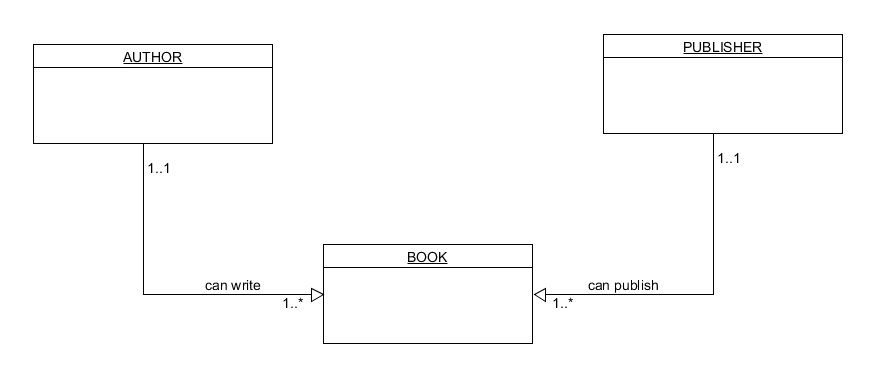 AUTHOR
PUBLISHER
1..1
1..1
BOOK
can write
1..*
can publish
1..*